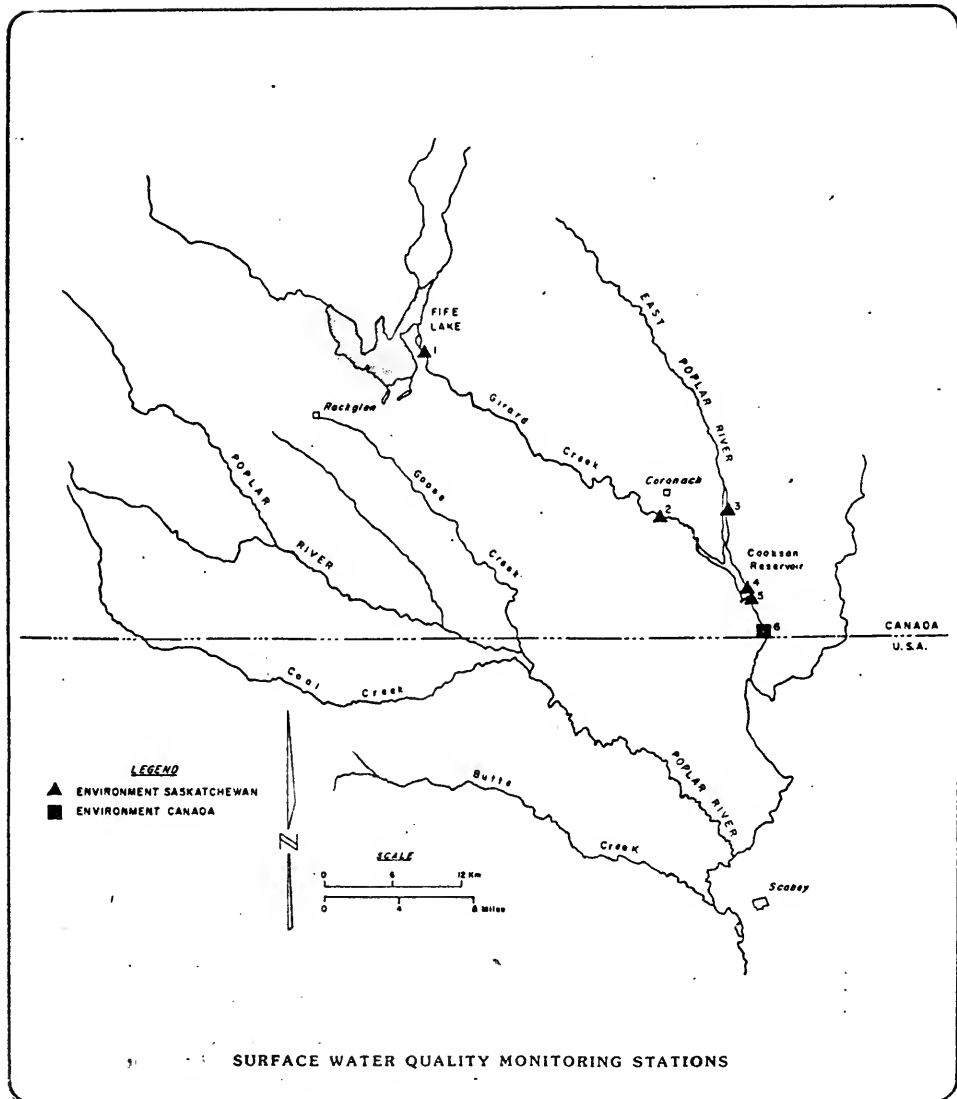 FIFE
LAKE
1
EAST
POPLAR
RIVER
Rockglen
Girard
Creek
Coronach
2
3
POPLAR
RIVER
Goose
Creek
Cookson
Reservoir
4
5
6
CANADA
U.S.A.
Coal Creek
LEGEND
ENVIRONMENT SASKATCHEWAN
ENVIRONMENT CANADA
Butte
Creek
POPLAR RIVER
N
SCALE
0 6 12 Km
0 4 8 Miles
Scobey
SURFACE WATER QUALITY MONITORING STATIONS